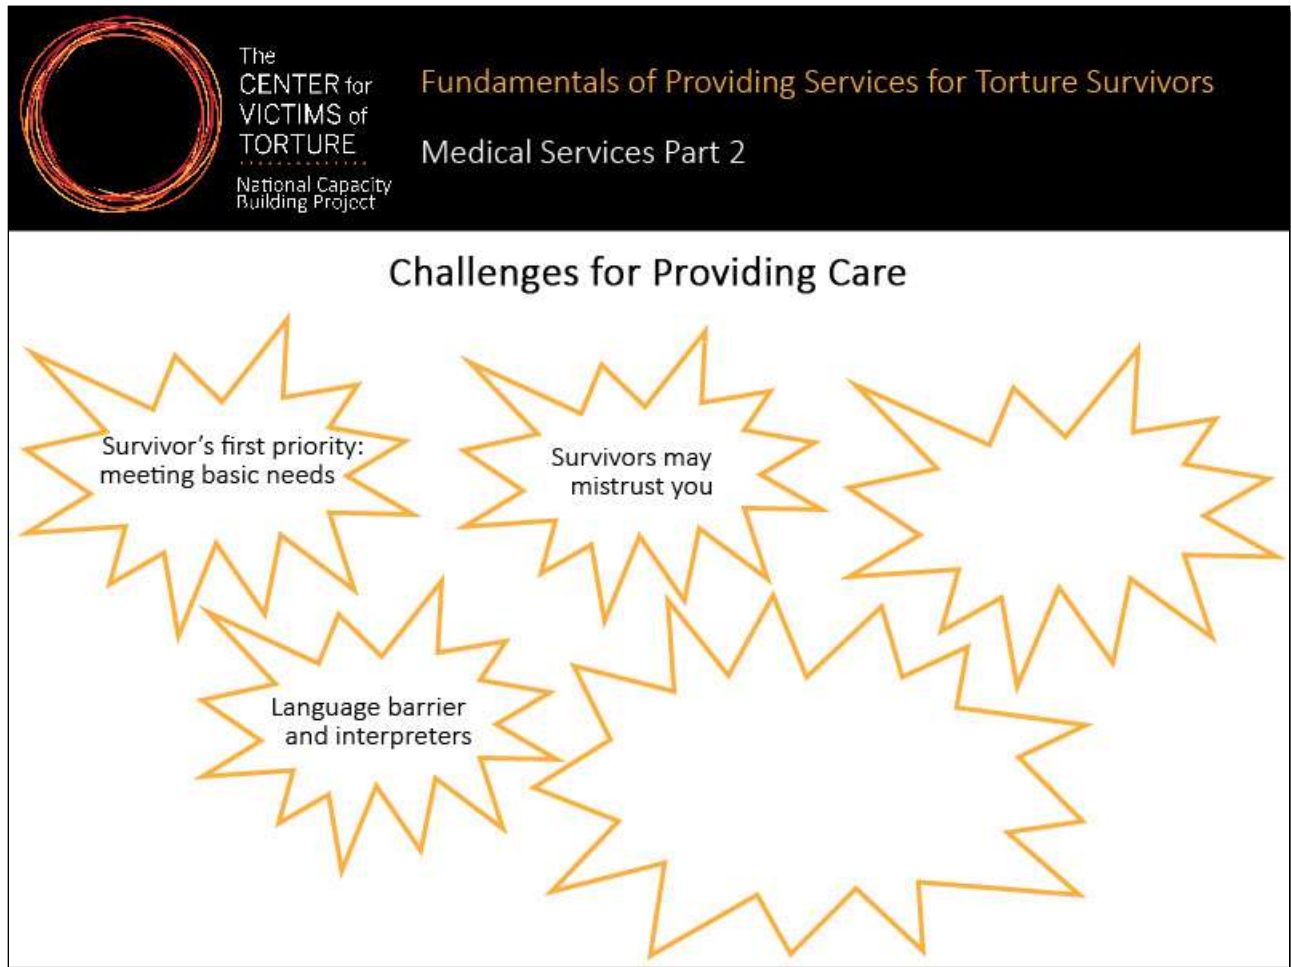 The
CENTER for
VICTIMS of
TORTURE
National Capacity
Building Project
Fundamentals of Providing Services for Torture Survivors
Medical Services Part 2
Challenges for Providing Care
Survivor's first priority:
meeting basic needs
Survivors may
mistrust you
Language barrier
and interpreters